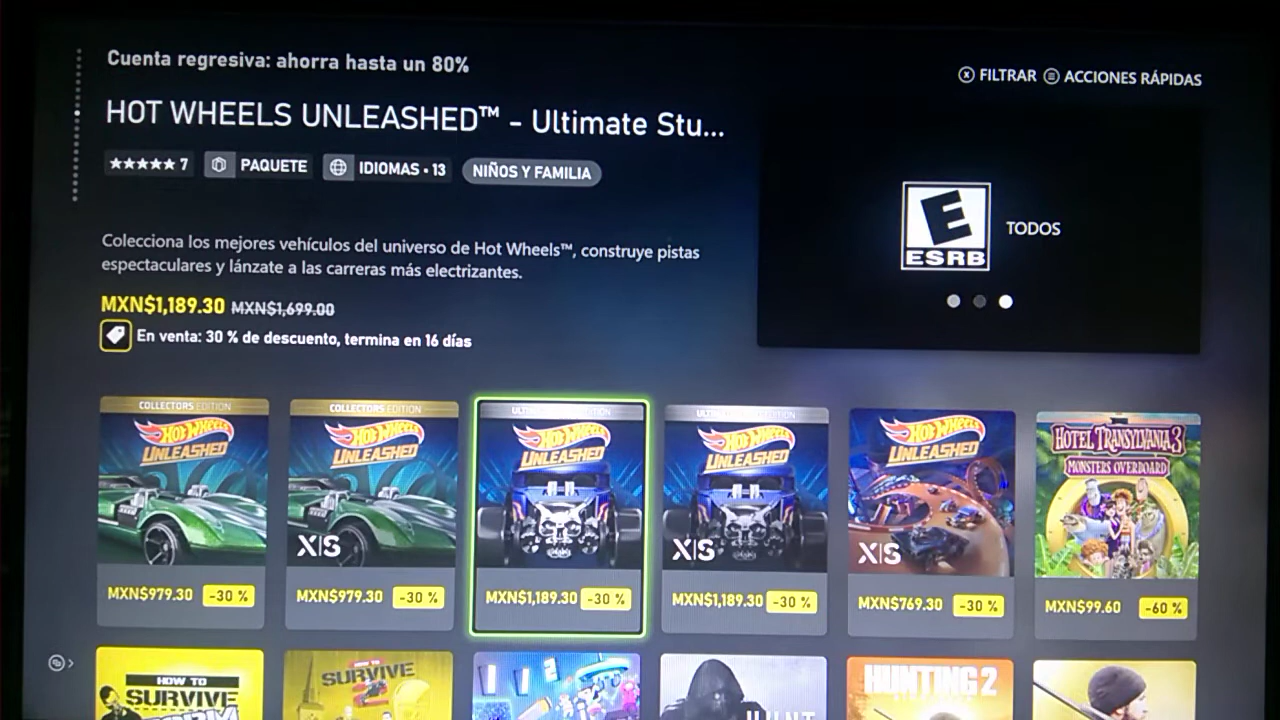 Cuenta regresiva: ahorra hasta un 80%
FILTRAR ACCIONES RÁPIDAS
HOT WHEELS UNLEASHED™ - Ultimate Stu...
★★★★★ 7 PAQUETE IDIOMAS • 13 NIÑOS Y FAMILIA
E
ESRB
TODOS
Colecciona los mejores vehículos del universo de Hot Wheels™, construye pistas
espectaculares y lánzate a las carreras más electrizantes.
MXN$1,189.30 MXN$1,699.00
En venta: 30 % de descuento, termina en 16 días
COLLECTORS EDITION
HOT WHEELS
UNLEASHED
MXN$979.30 -30 %
COLLECTORS EDITION
HOT WHEELS
UNLEASHED
X|S
MXN$979.30 -30 %
HOT WHEELS
UNLEASHED
MXN$1,189.30 -30 %
HOT WHEELS
UNLEASHED
X|S
MXN$1,189.30 -30 %
HOT WHEELS
UNLEASHED
X|S
MXN$769.30 -30 %
HOTEL TRANSYLVANIA 3
MONSTERS OVERBOARD
MXN$99.60 -60 %
HOW TO
SURVIVE
SURVIVE
HUNT
HUNTING 2